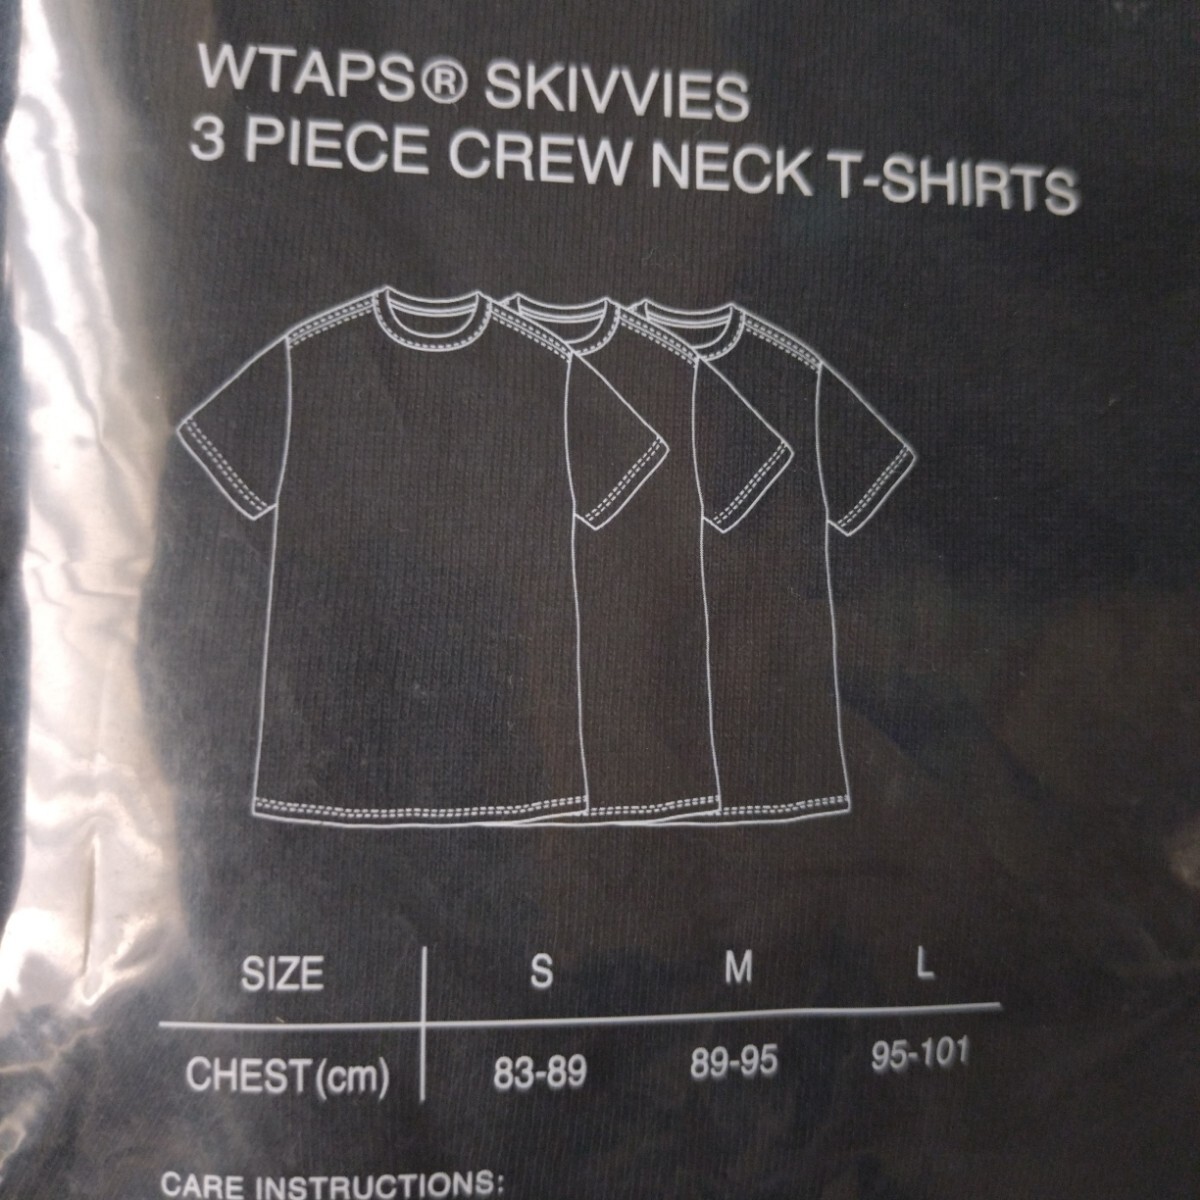 WTAPS® SKIVVIES
3 PIECE CREW NECK T-SHIRTS
SIZE S M L
CHEST(cm) 83-89 89-95 95-101
CARE INSTRUCTIONS: